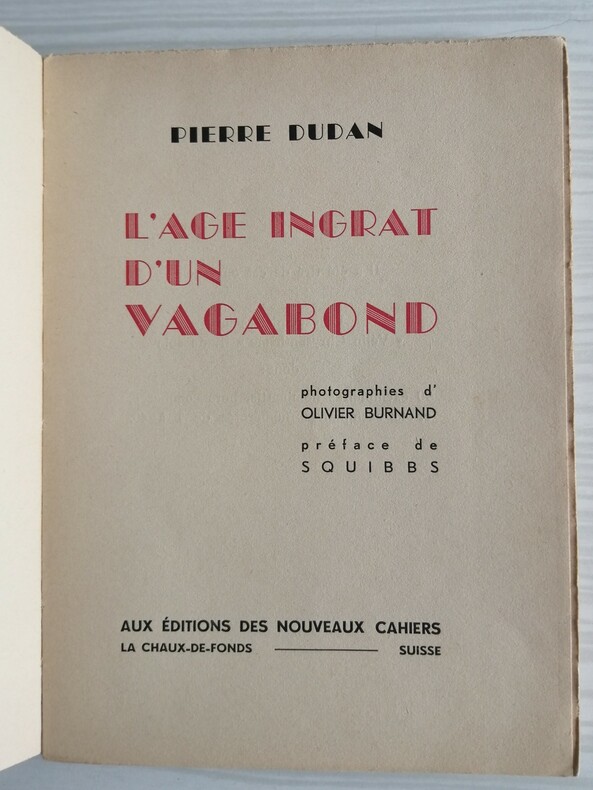 PIERRE DUDAN
L'AGE INGRAT
D'UN
VAGABOND
photographies d'
OLIVIER BURNAND
préface de
SQUIBBS
AUX ÉDITIONS DES NOUVEAUX CAHIERS
LA CHAUX-DE-FONDS ——— SUISSE